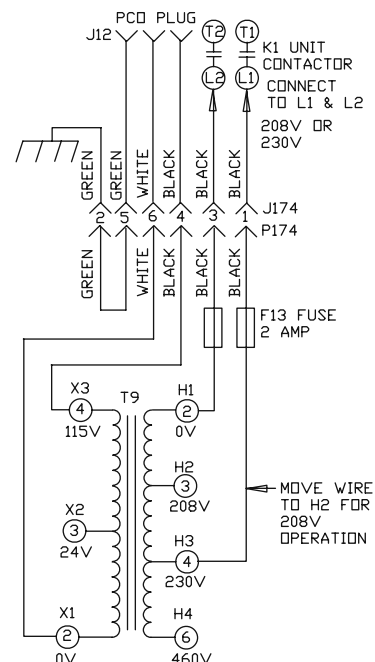 PCO PLUG
J12
T2
T1
K1 UNIT
CONTACTOR
L2
L1
CONNECT
TO L1 & L2
208V OR
230V
GREEN
GREEN
WHITE
BLACK
BLACK
BLACK
2
5
6
4
3
1
J174
P174
GREEN
WHITE
BLACK
BLACK
BLACK
F13 FUSE
2 AMP
X3
4
115V
T9
H1
2
0V
H2
3
208V
X2
3
24V
MOVE WIRE
TO H2 FOR
208V
OPERATION
H3
4
230V
X1
2
0V
H4
6
460V